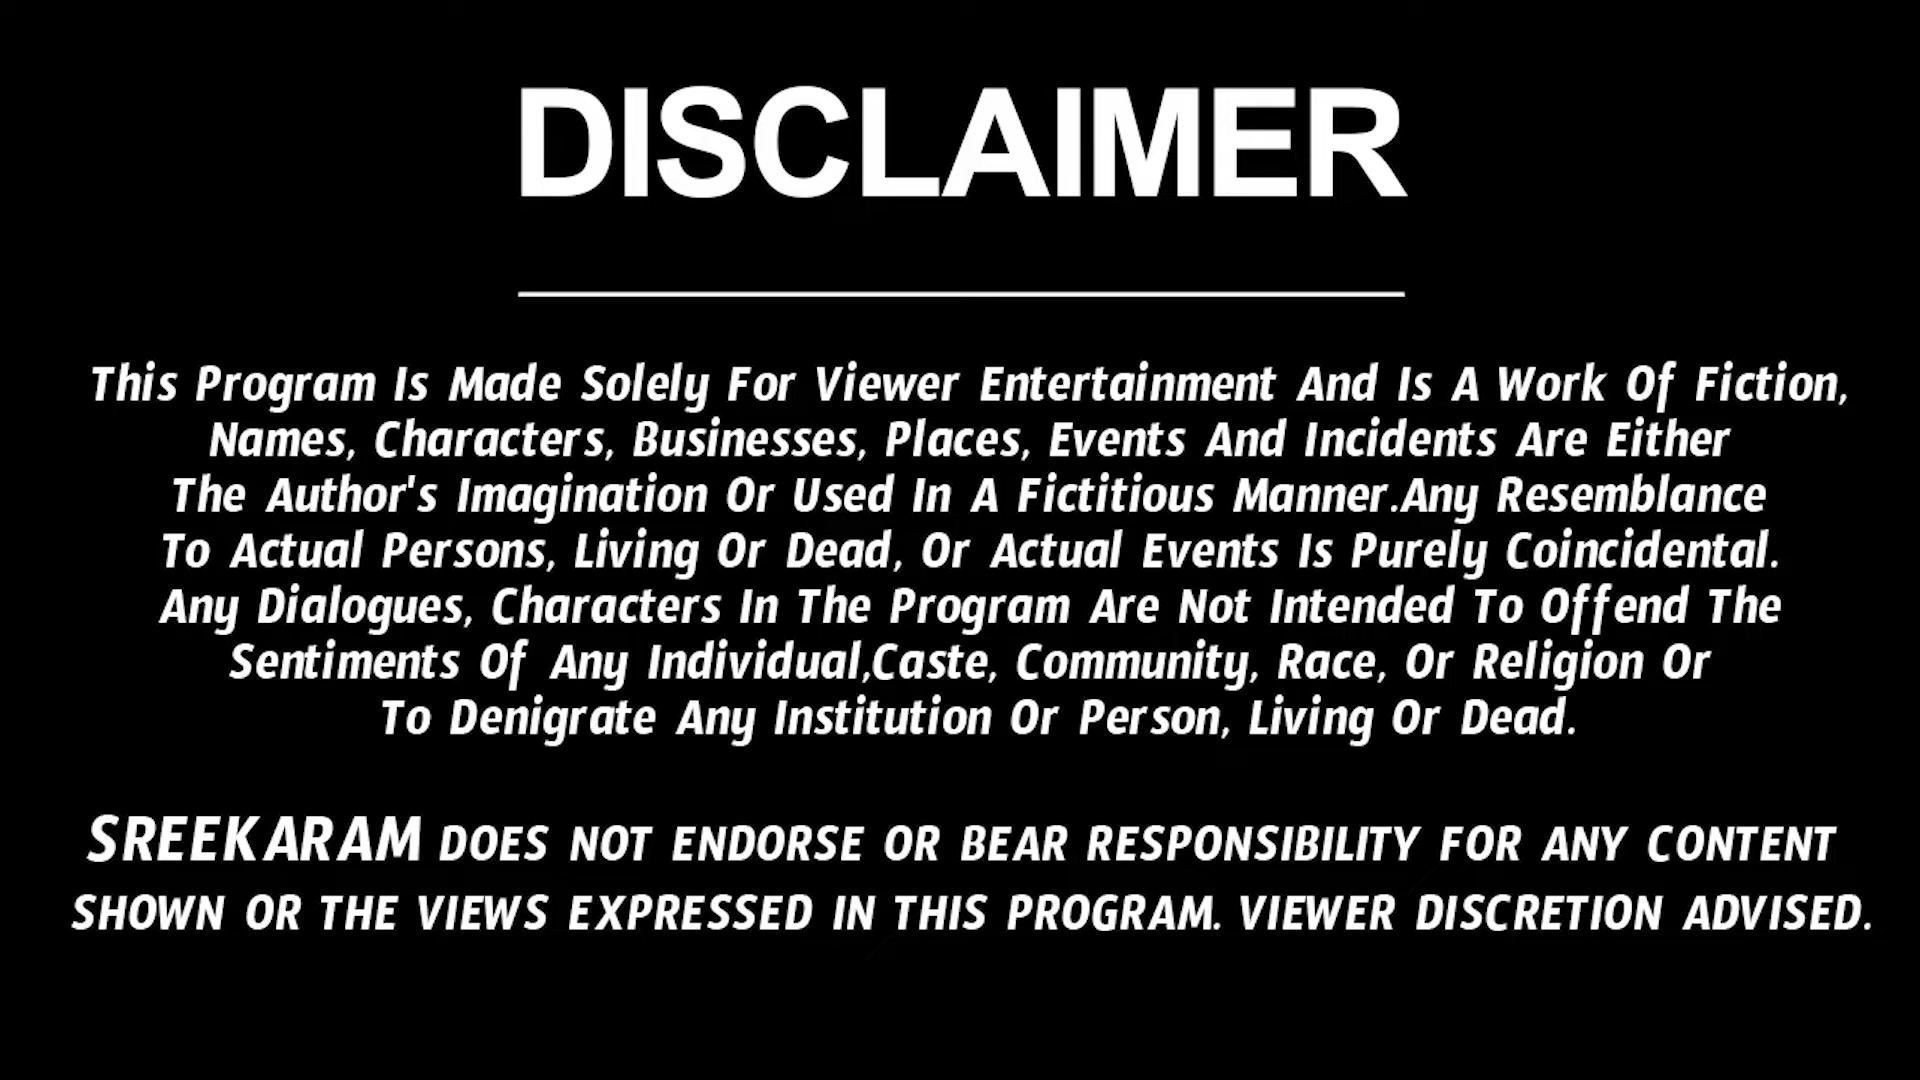 DISCLAIMER
This Program Is Made Solely For Viewer Entertainment And Is A Work Of Fiction,
Names, Characters, Businesses, Places, Events And Incidents Are Either
The Author's Imagination Or Used In A Fictitious Manner.Any Resemblance
To Actual Persons, Living Or Dead, Or Actual Events Is Purely Coincidental.
Any Dialogues, Characters In The Program Are Not Intended To Offend The
Sentiments Of Any Individual,Caste, Community, Race, Or Religion Or
To Denigrate Any Institution Or Person, Living Or Dead.
SREEKARAM DOES NOT ENDORSE OR BEAR RESPONSIBILITY FOR ANY CONTENT
SHOWN OR THE VIEWS EXPRESSED IN THIS PROGRAM. VIEWER DISCRETION ADVISED.